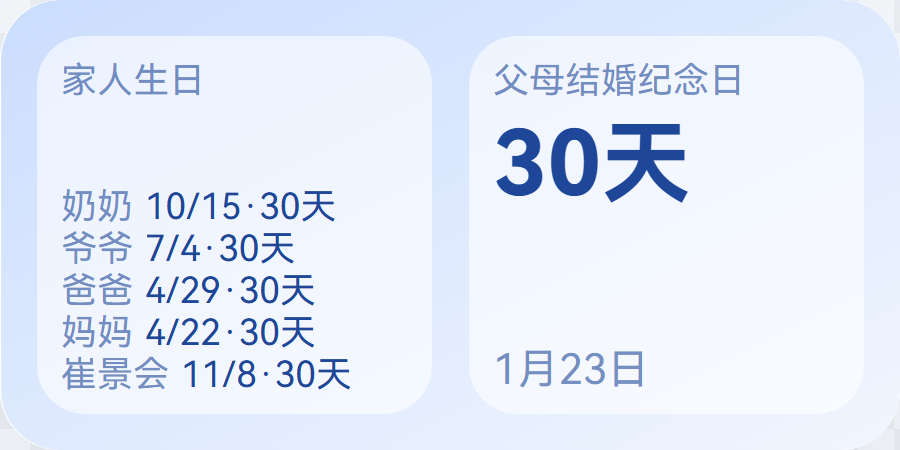 家人生日
奶奶 10/15·30天
爷爷 7/4·30天
爸爸 4/29·30天
妈妈 4/22·30天
崔景会 11/8·30天
父母结婚纪念日
30天
1月23日